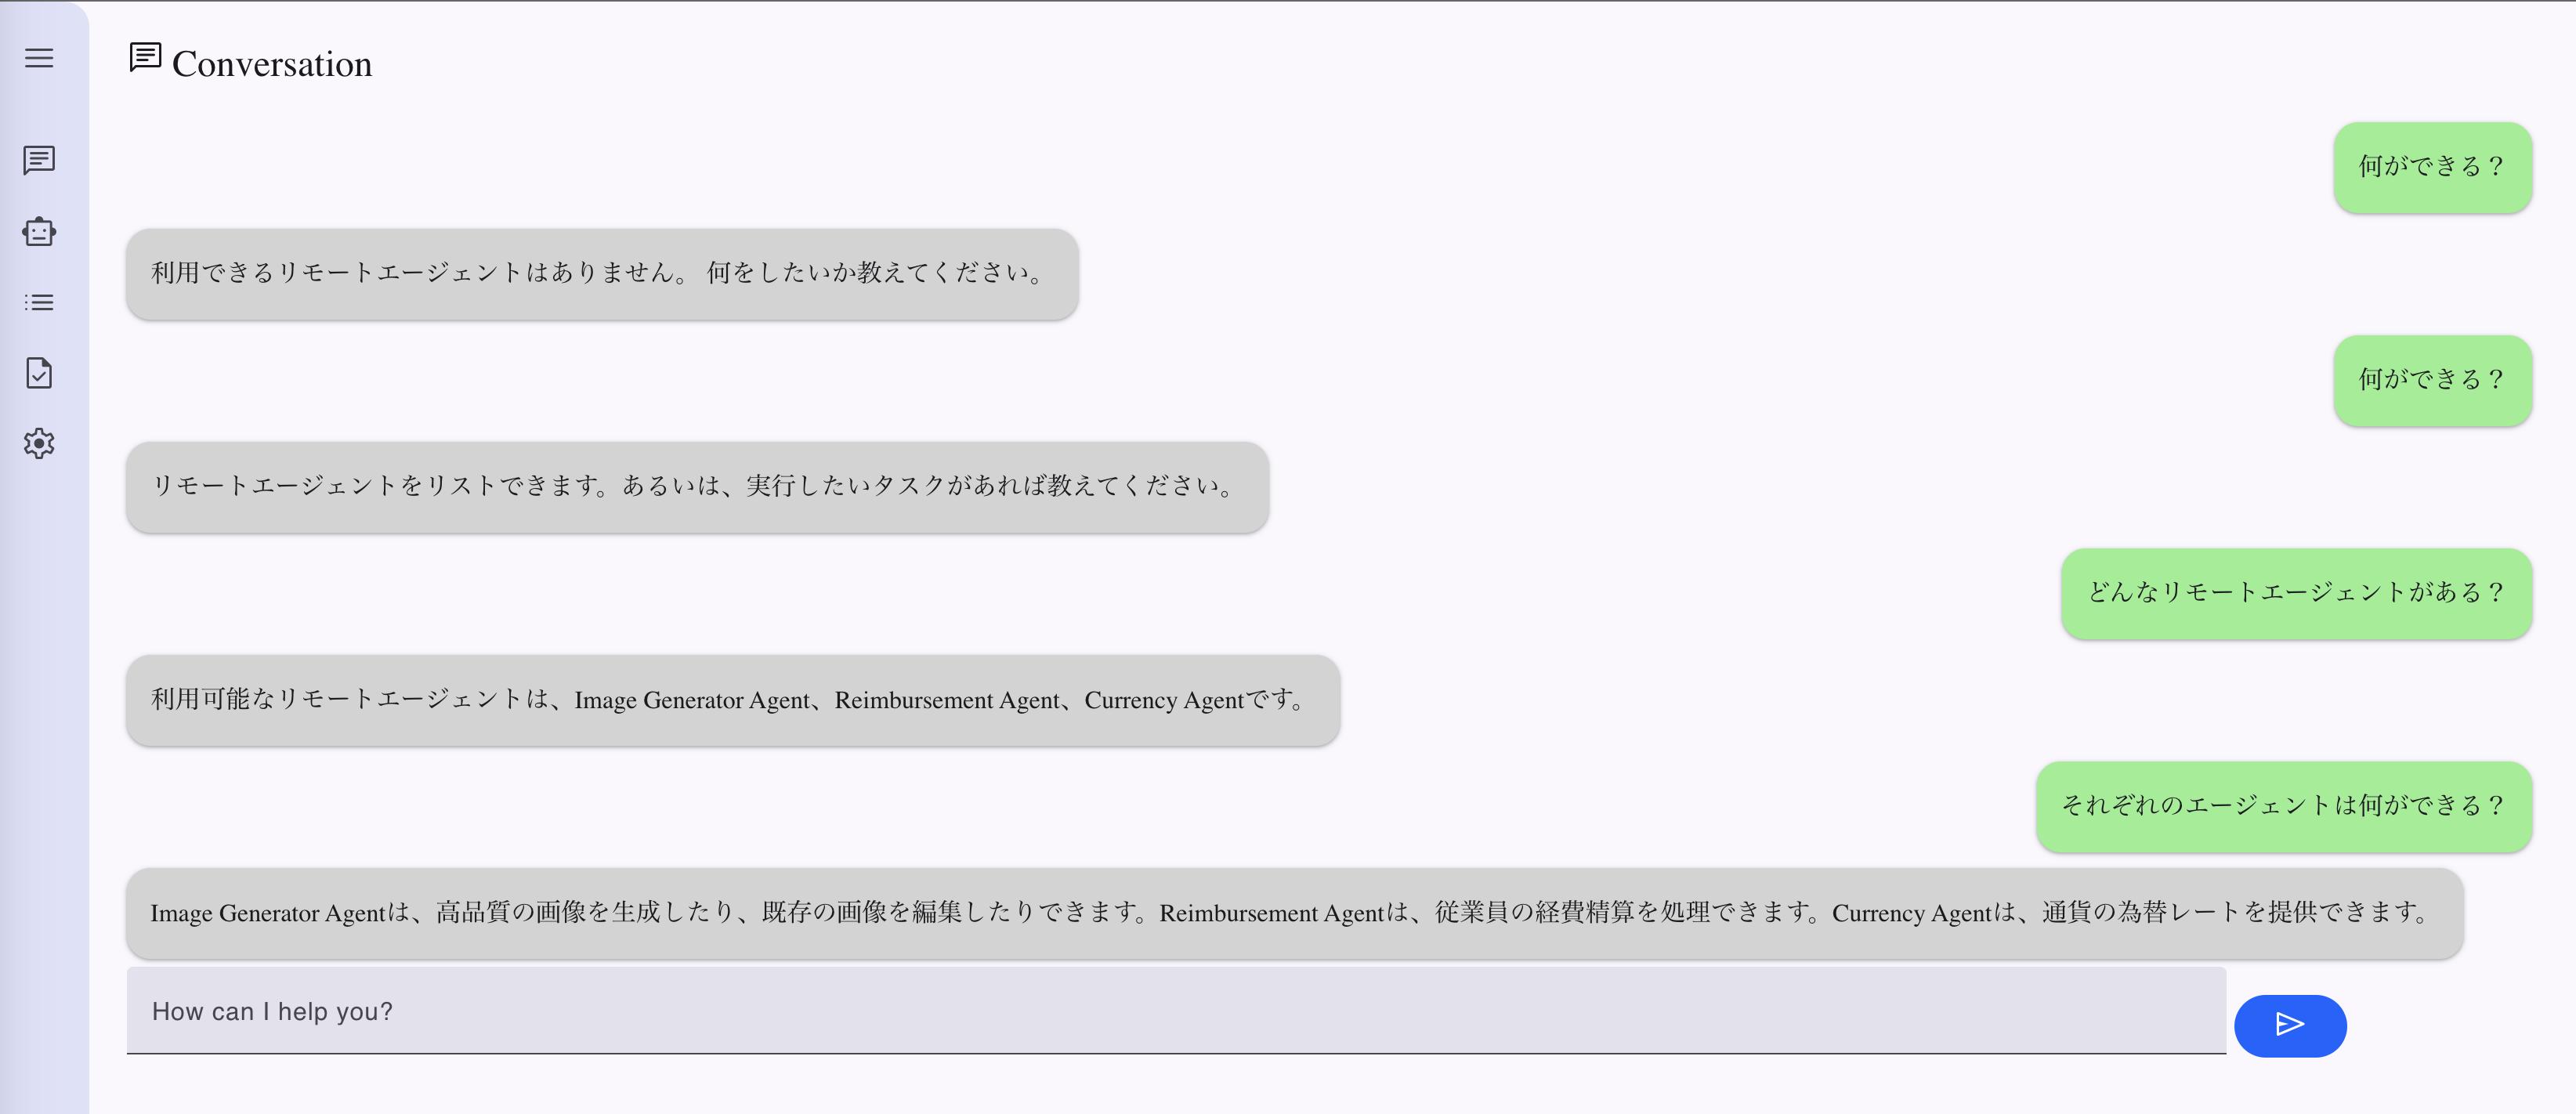 Conversation
何ができる？
利用できるリモートエージェントはありません。 何をしたいか教えてください。
何ができる？
リモートエージェントをリストできます。あるいは、実行したいタスクがあれば教えてください。
どんなリモートエージェントがある？
利用可能なリモートエージェントは、Image Generator Agent、Reimbursement Agent、Currency Agentです。
それぞれのエージェントは何ができる？
Image Generator Agentは、高品質の画像を生成したり、既存の画像を編集したりできます。Reimbursement Agentは、従業員の経費精算を処理できます。Currency Agentは、通貨の為替レートを提供できます。
How can I help you?